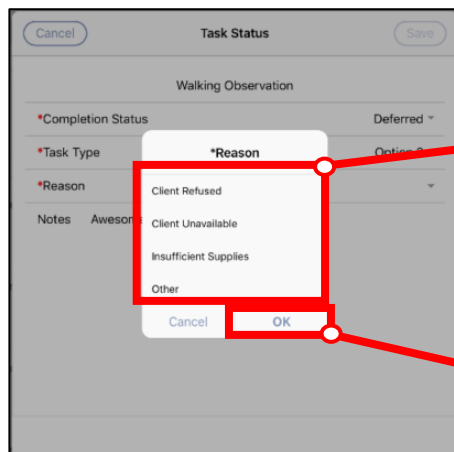 Cancel Task Status Save
Walking Observation
*Completion Status Deferred
*Task Type Option
*Reason
*Reason
Client Refused
Client Unavailable
Insufficient Supplies
Other
Notes
Cancel OK